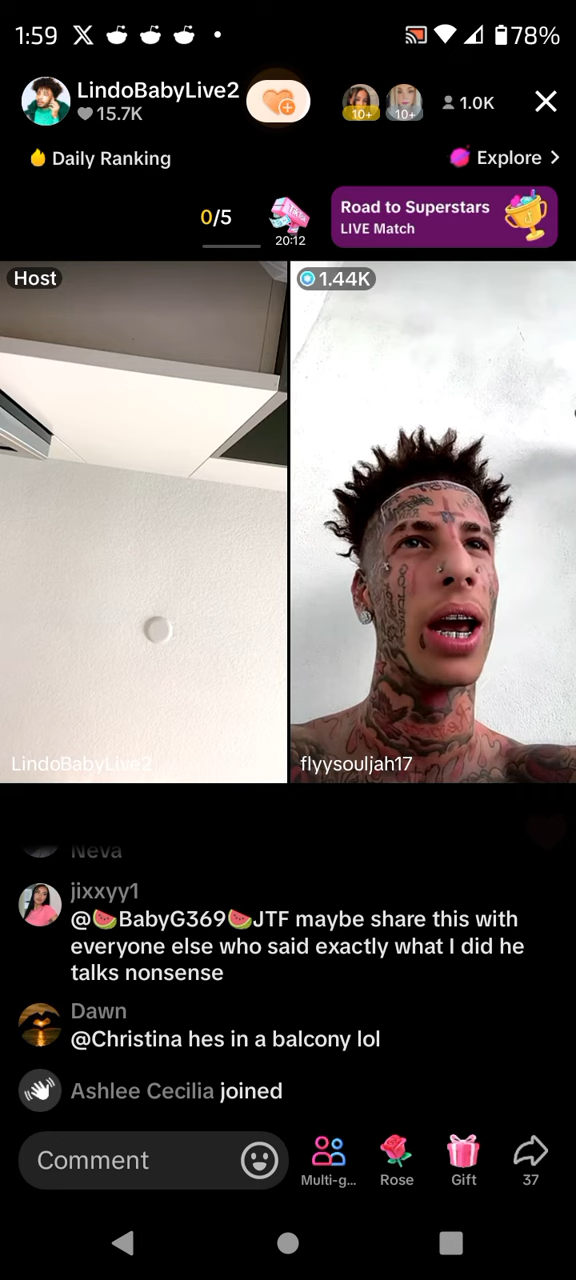 1:59
78%
LindoBabyLive2
15.7K
10+
10+
1.0K
Daily Ranking
Explore
0/5
20:12
Road to Superstars
LIVE Match
Host
1.44K
LindoBabyLive2
flyysouljah17
Neva
jixxyy1
@🍉BabyG369🍉JTF maybe share this with
everyone else who said exactly what I did he
talks nonsense
Dawn
@Christina hes in a balcony lol
Ashlee Cecilia joined
Comment
Multi-g...
Rose
Gift
37